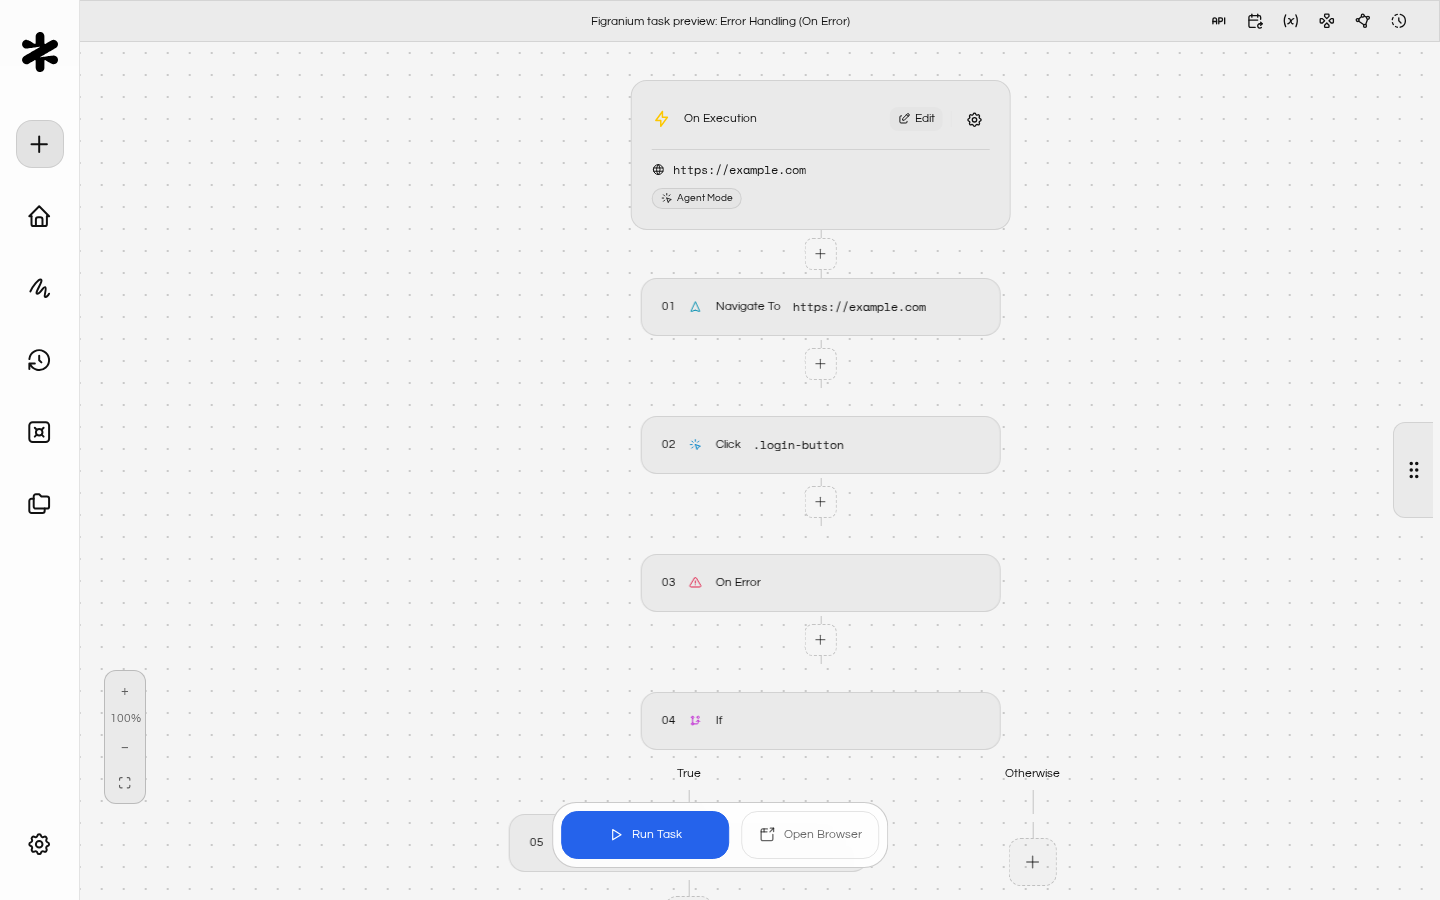 Figranium task preview: Error Handling (On Error)
API
On Execution
Edit
https://example.com
Agent Mode
01 Navigate To https://example.com
02 Click .login-button
03 On Error
04 If
True
Otherwise
05
Run Task
Open Browser
+
100%
−